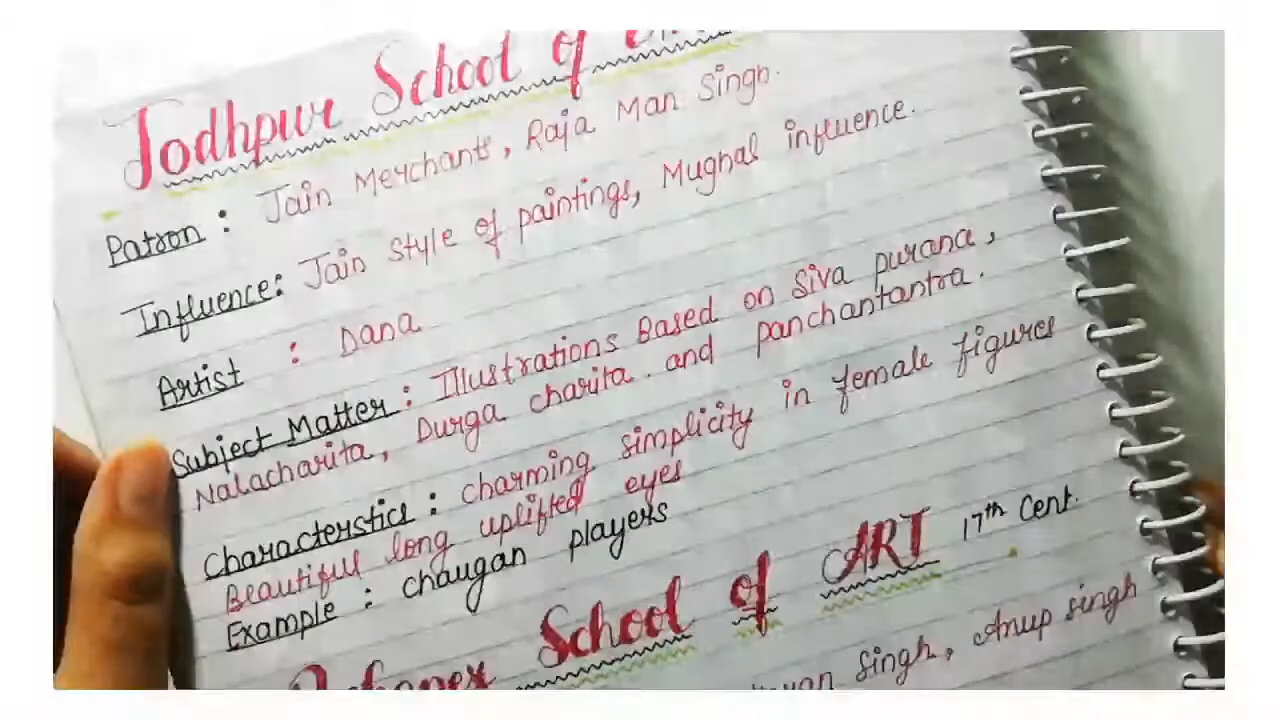 Jodhpur School of
Patron : Jain Merchants, Raja Man Singh.
Influence: Jain style of paintings, Mughal influence.
Artist : Dana
Subject Matter : Illustrations Based on Siva purana,
Nalacharita, Durga charita. and panchantantra.
Characterstics : charming simplicity in female figures
Beautiful long uplifted eyes
Example : chaugan players
School of ART 17th Cent.
Singh, Anup singh